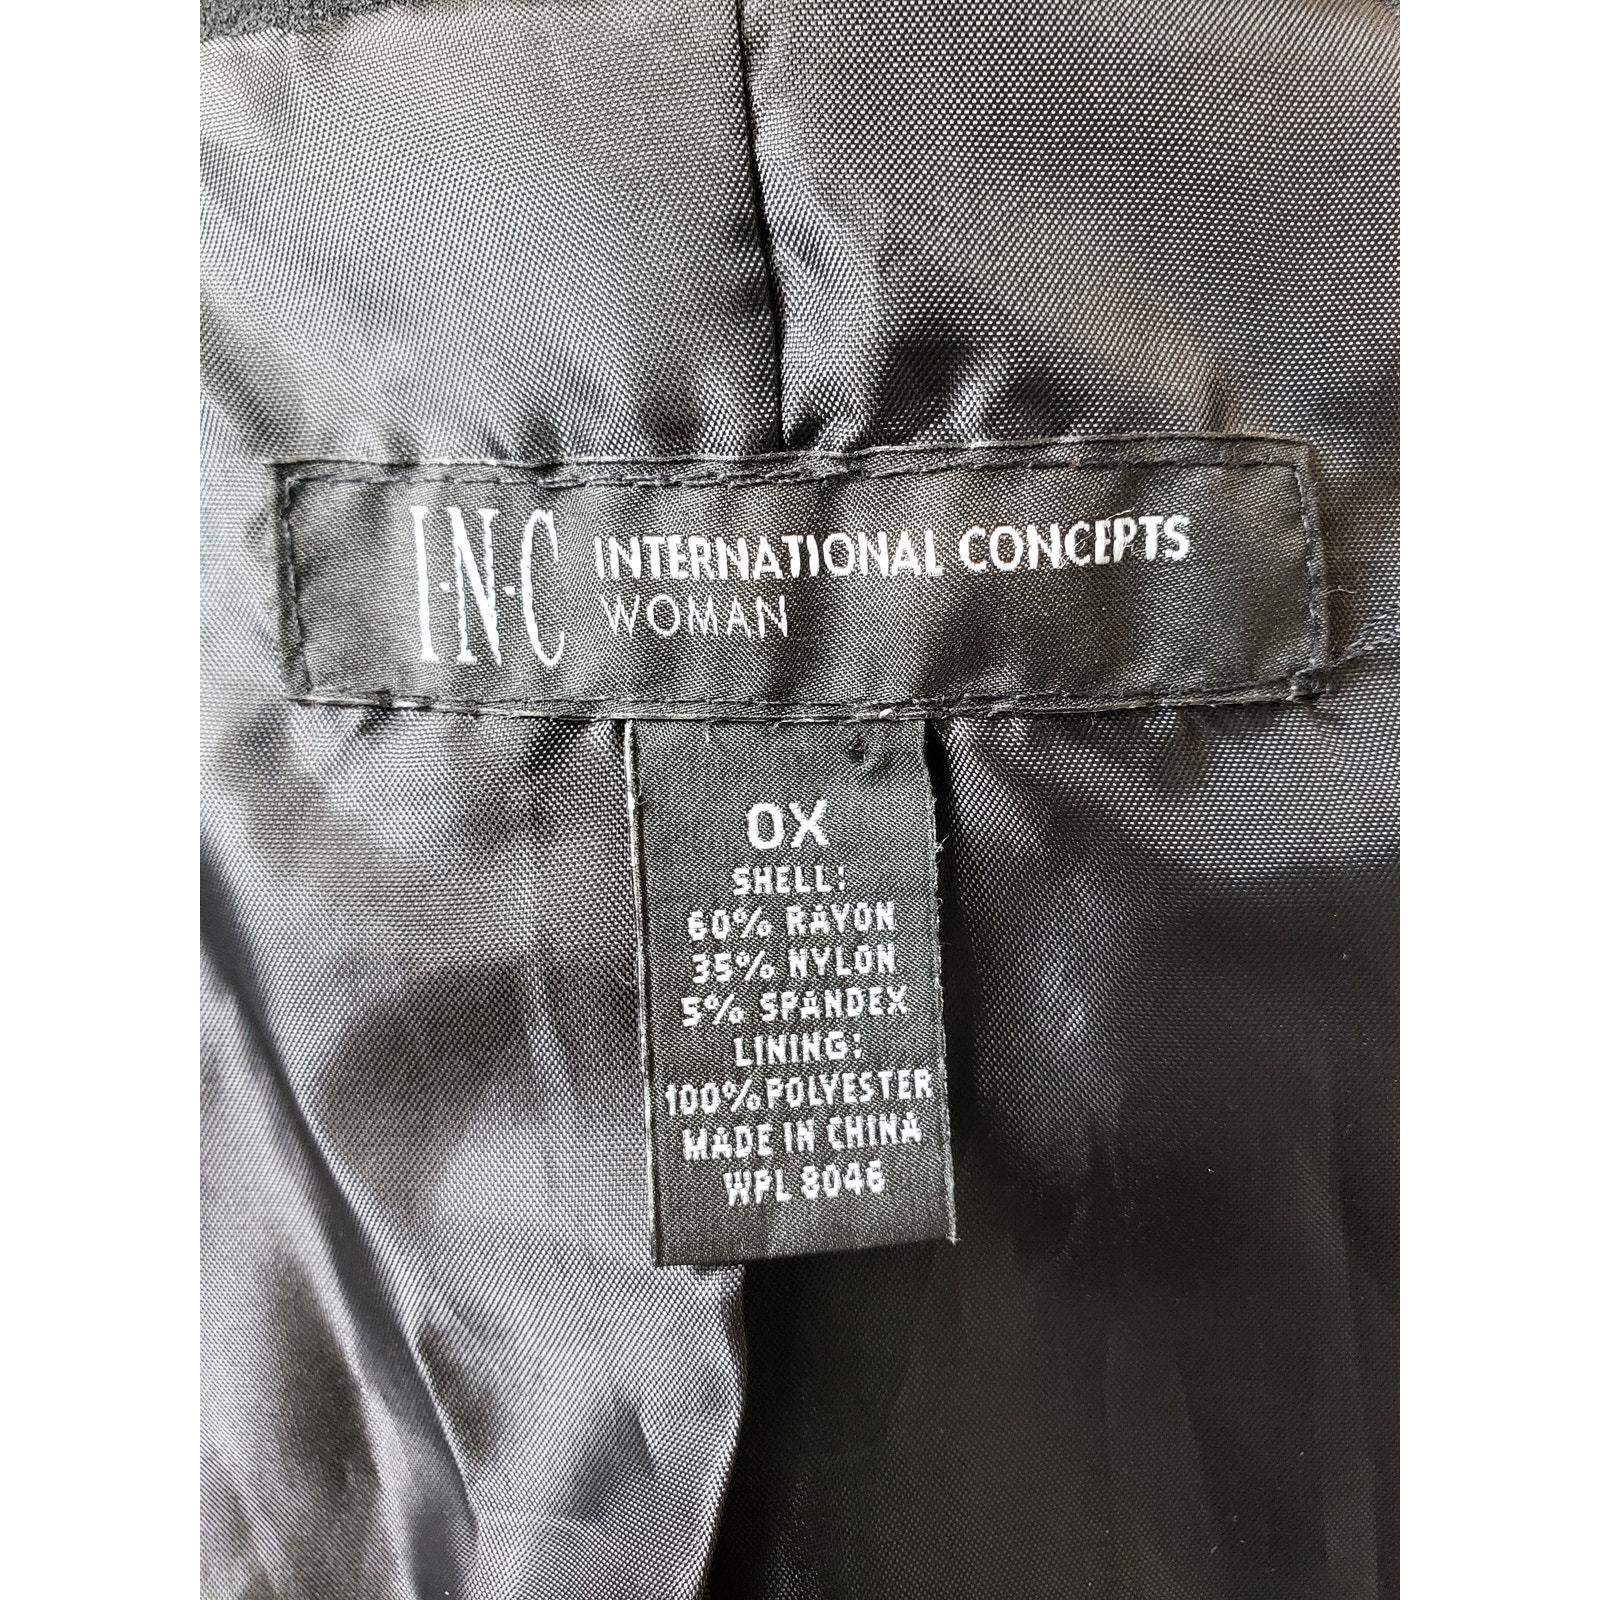 I·N·C INTERNATIONAL CONCEPTS
WOMAN
0X
SHELL:
60% RAYON
35% NYLON
5% SPANDEX
LINING:
100% POLYESTER
MADE IN CHINA
WPL 8046